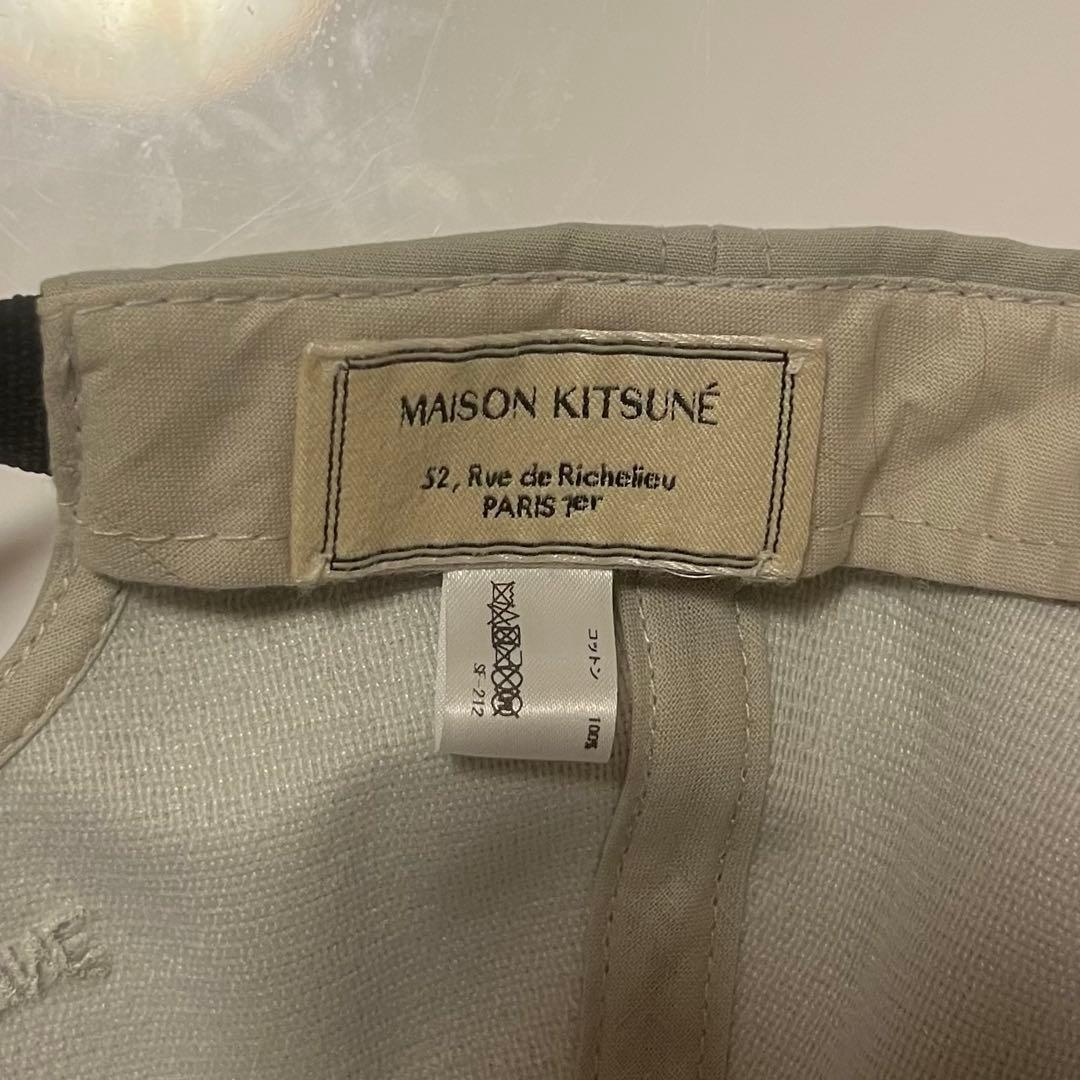 MAISON KITSUNÉ
52, Rue de Richelieu
PARIS 1er
コットン 100%
SF-212